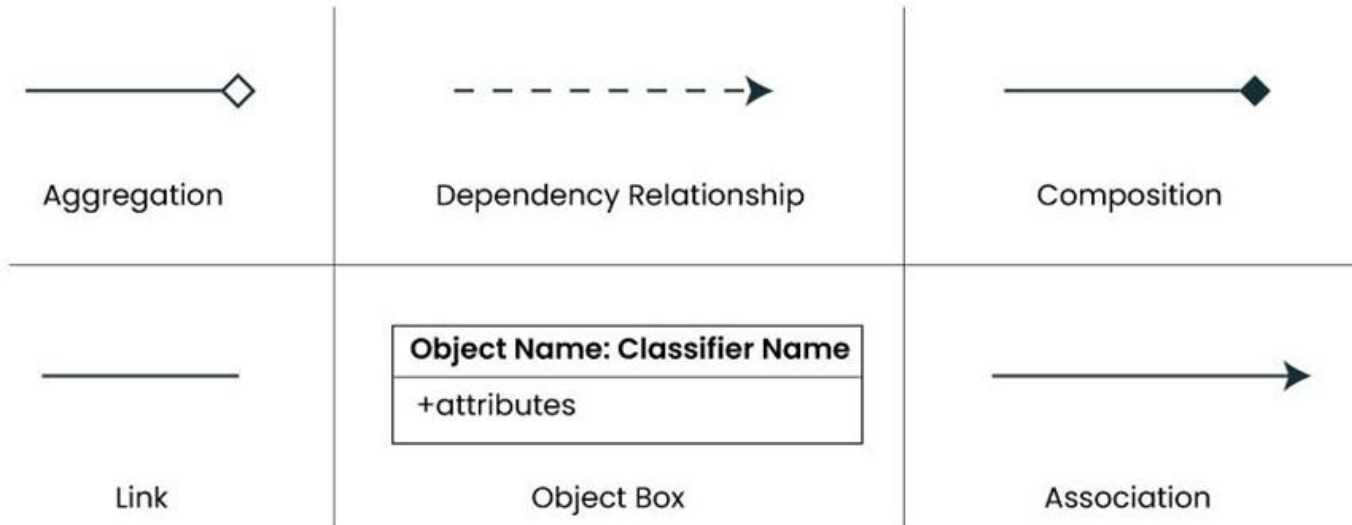 Aggregation
Dependency Relationship
Composition
Object Name: Classifier Name
+attributes
Link
Object Box
Association